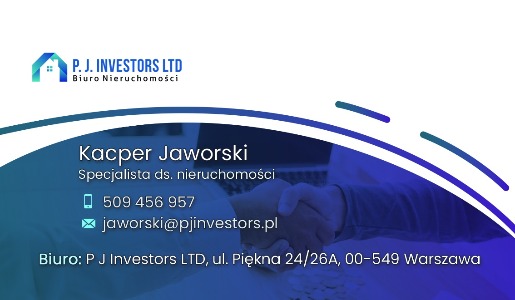 P. J. INVESTORS LTD
Biuro Nieruchomości
Kacper Jaworski
Specjalista ds. nieruchomości
509 456 957
jaworski@pjinvestors.pl
Biuro: P J Investors LTD, ul. Piękna 24/26A, 00-549 Warszawa